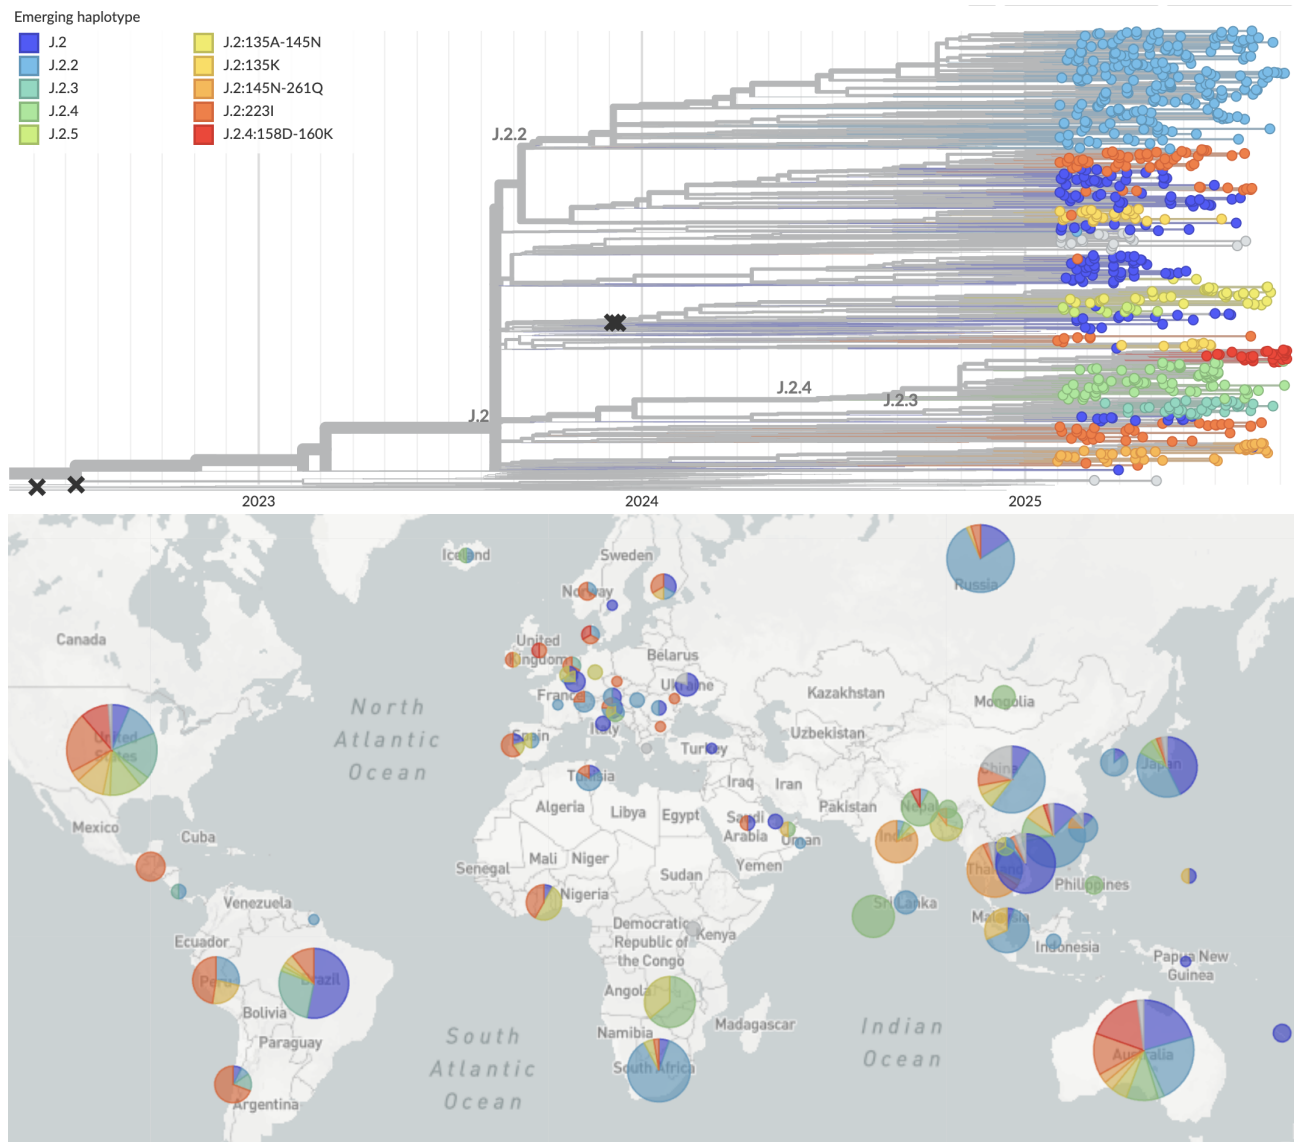 Emerging haplotype
J.2
J.2:135A-145N
J.2.2
J.2:135K
J.2.3
J.2:145N-261Q
J.2.4
J.2:223I
J.2.5
J.2.4:158D-160K
J.2.2
J.2.4
J.2.3
J.2
2023
2024
2025
Iceland
Sweden
Russia
Norway
Canada
United
Kingdom
Belarus
North
Atlantic
Ocean
France
Ukraine
Kazakhstan
Mongolia
United
States
Spain
Italy
Uzbekistan
Turkey
China
Japan
Tunisia
Iraq
Iran
Mexico
Cuba
Algeria
Libya
Egypt
Pakistan
Nepal
Saudi
Arabia
Oman
India
Senegal
Mali
Niger
Yemen
Thailand
Philippines
Venezuela
Nigeria
Sudan
Sri Lanka
Ecuador
Democratic
Republic of
the Congo
Kenya
Malaysia
Indonesia
Papua New
Guinea
Peru
Brazil
Angola
Bolivia
Paraguay
Namibia
Madagascar
Indian
Ocean
South
Atlantic
Ocean
South Africa
Australia
Argentina